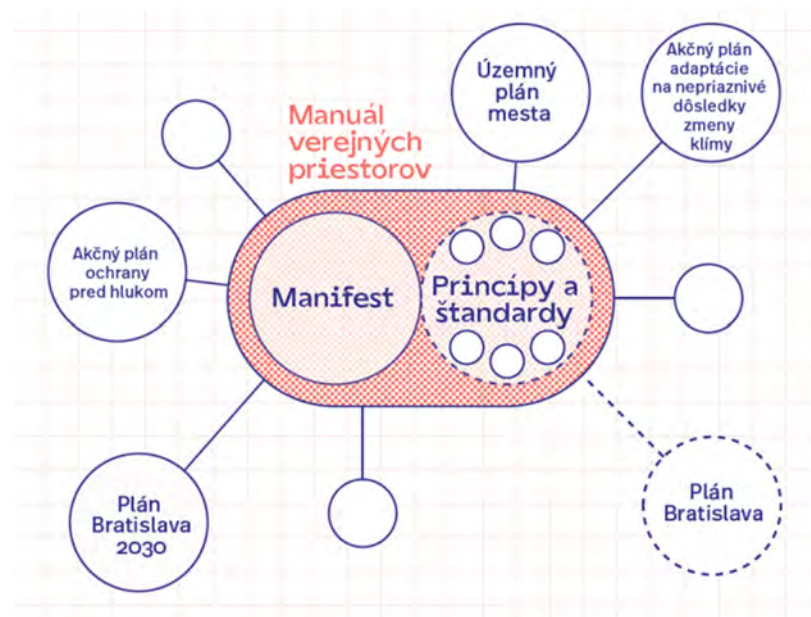 Manuál
verejných
priestorov
Územný
plán
mesta
Akčný plán
adaptácie
na nepriaznivé
dôsledky
zmeny
klímy
Akčný plán
ochrany
pred hlukom
Manifest
Princípy a
štandardy
Plán
Bratislava
2030
Plán
Bratislava